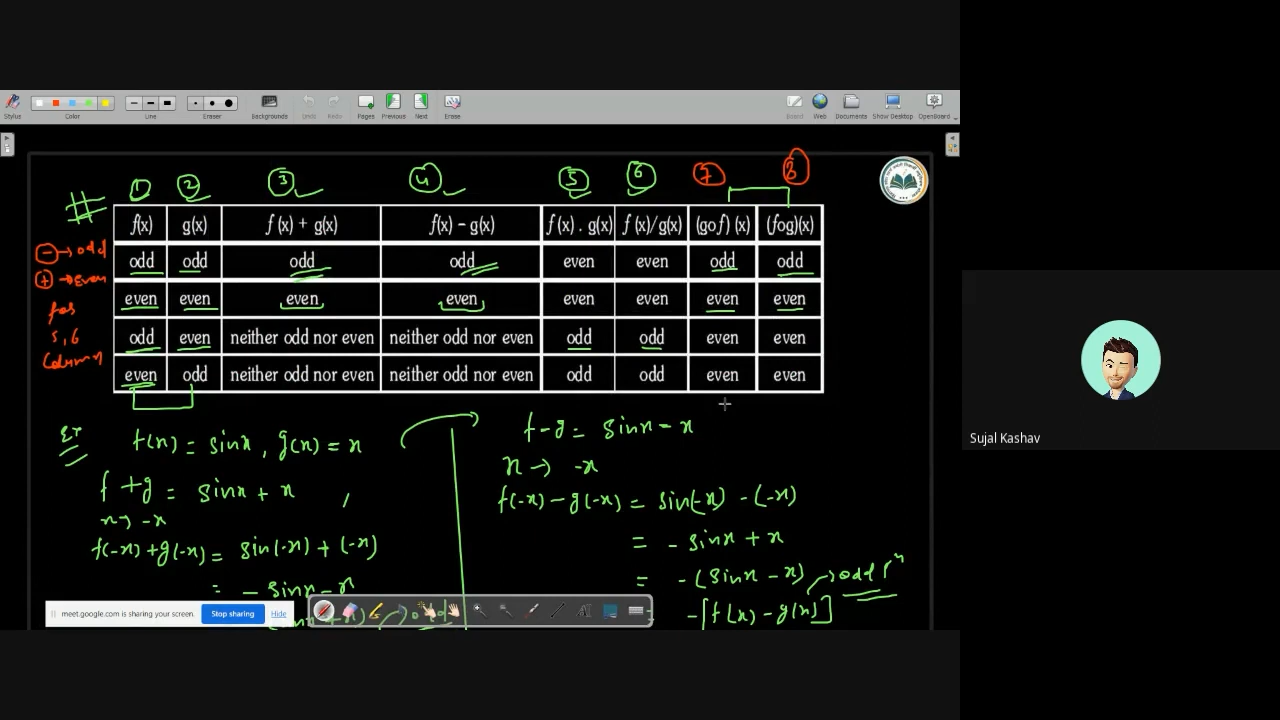 Stylus Color Line Eraser Backgrounds Undo Redo Pages Previous Next Erase Board Web Documents Show Desktop OpenBoard
# 1 2 3 4 5 6 7 8
f(x) g(x) f (x) + g(x) f(x) – g(x) f (x) . g(x) f (x)/g(x) (gof) (x) (fog)(x)
odd odd odd odd even even odd odd
even even even even even even even even
odd even neither odd nor even neither odd nor even odd odd even even
even odd neither odd nor even neither odd nor even odd odd even even
- → odd
+ → Even
for
5, 6
Column
Ex
f(x) = sinx , g(x) = x
f + g = sinx + x
x → -x
f(-x) + g(-x) = sin(-x) + (-x)
= - sinx - x
f - g = sinx - x
x → -x
f(-x) - g(-x) = sin(-x) - (-x)
= - sinx + x
= - (sinx - x) → odd fⁿ
-[f(x) - g(x)]
meet.google.com is sharing your screen. Stop sharing Hide
Sujal Kashav